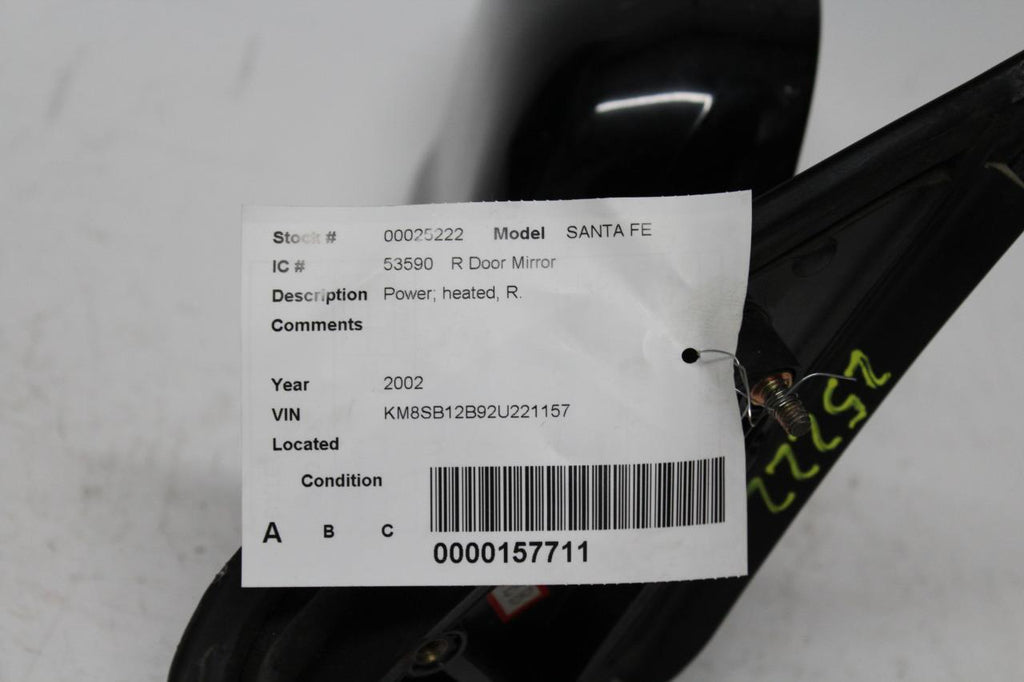 Stock # 00025222 Model SANTA FE
IC # 53590 R Door Mirror
Description Power; heated, R.
Comments
Year 2002
VIN KM8SB12B92U221157
Located
Condition
A B C
0000157711
25222